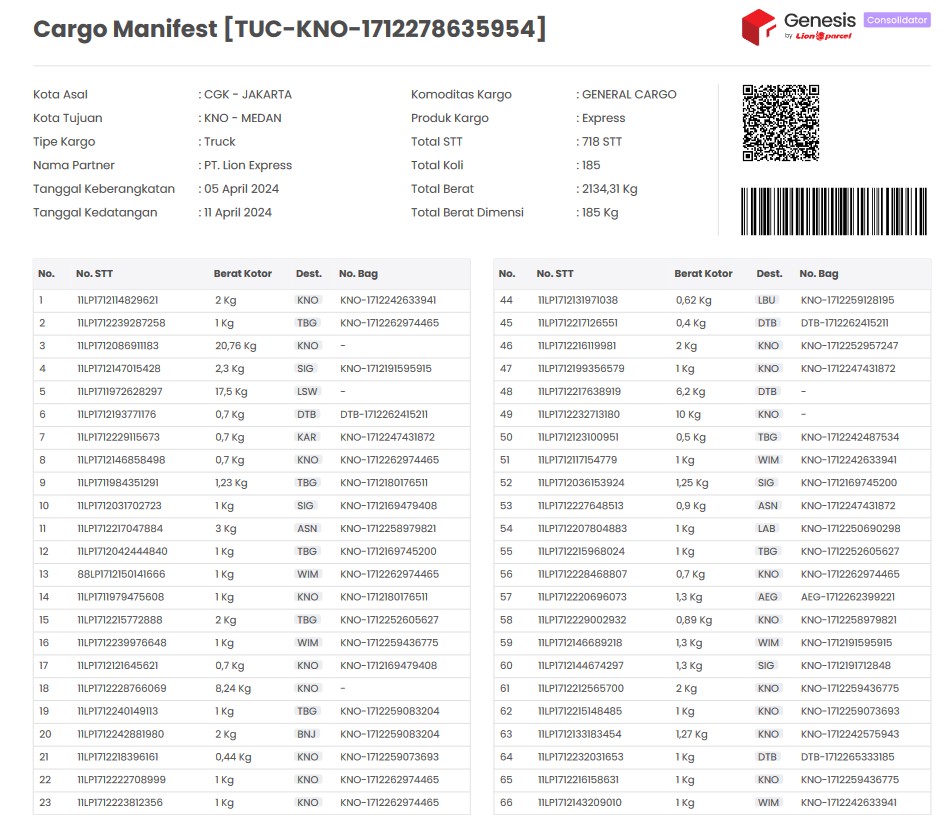 Cargo Manifest [TUC-KNO-1712278635954]
Genesis Consolidator
by Lion parcel
Kota Asal : CGK - JAKARTA
Kota Tujuan : KNO - MEDAN
Tipe Kargo : Truck
Nama Partner : PT. Lion Express
Tanggal Keberangkatan : 05 April 2024
Tanggal Kedatangan : 11 April 2024
Komoditas Kargo : GENERAL CARGO
Produk Kargo : Express
Total STT : 718 STT
Total Koli : 185
Total Berat : 2134,31 Kg
Total Berat Dimensi : 185 Kg
No. No. STT Berat Kotor Dest. No. Bag
1 11LP1712114829621 2 Kg KNO KNO-1712242633941
2 11LP1712239287258 1 Kg TBG KNO-1712262974465
3 11LP1712086911183 20,76 Kg KNO -
4 11LP1712147015428 2,3 Kg SIG KNO-1712191595915
5 11LP1711972628297 17,5 Kg LSW -
6 11LP1712193771176 0,7 Kg DTB DTB-1712262415211
7 11LP1712229115673 0,7 Kg KAR KNO-1712247431872
8 11LP1712146858498 0,7 Kg KNO KNO-1712262974465
9 11LP1711984351291 1,23 Kg TBG KNO-1712180176511
10 11LP1712031702723 1 Kg SIG KNO-1712169479408
11 11LP1712217047884 3 Kg ASN KNO-1712258979821
12 11LP1712042444840 1 Kg TBG KNO-1712169745200
13 88LP1712150141666 1 Kg WIM KNO-1712262974465
14 11LP1711979475608 1 Kg KNO KNO-1712180176511
15 11LP1712215772888 2 Kg TBG KNO-1712252605627
16 11LP1712239976648 1 Kg WIM KNO-1712259436775
17 11LP1712121645621 0,7 Kg KNO KNO-1712169479408
18 11LP1712228766069 8,24 Kg KNO -
19 11LP1712240149113 1 Kg TBG KNO-1712259083204
20 11LP1712242881980 2 Kg BNJ KNO-1712259083204
21 11LP1712218396161 0,44 Kg KNO KNO-1712259073693
22 11LP1712222708999 1 Kg KNO KNO-1712262974465
23 11LP1712223812356 1 Kg KNO KNO-1712262974465
No. No. STT Berat Kotor Dest. No. Bag
44 11LP1712131971038 0,62 Kg LBU KNO-1712259128195
45 11LP1712217126551 0,4 Kg DTB DTB-1712262415211
46 11LP1712216119981 2 Kg KNO KNO-1712252957247
47 11LP1712199356579 1 Kg KNO KNO-1712247431872
48 11LP1712217638919 6,2 Kg DTB -
49 11LP1712232713180 10 Kg KNO -
50 11LP1712123100951 0,5 Kg TBG KNO-1712242487534
51 11LP1712117154779 1 Kg WIM KNO-1712242633941
52 11LP1712036153924 1,25 Kg SIG KNO-1712169745200
53 11LP1712227648513 0,9 Kg ASN KNO-1712247431872
54 11LP1712207804883 1 Kg LAB KNO-1712250690298
55 11LP1712215968024 1 Kg TBG KNO-1712252605627
56 11LP1712228468807 0,7 Kg KNO KNO-1712262974465
57 11LP1712220696073 1,3 Kg AEG AEG-1712262399221
58 11LP1712229002932 0,89 Kg KNO KNO-1712258979821
59 11LP1712146689218 1,3 Kg WIM KNO-1712191595915
60 11LP1712144674297 1,3 Kg SIG KNO-1712191712848
61 11LP1712212565700 2 Kg KNO KNO-1712259436775
62 11LP1712215148485 1 Kg KNO KNO-1712259073693
63 11LP1712133183454 1,27 Kg KNO KNO-1712242575943
64 11LP1712232031653 1 Kg DTB DTB-1712265333185
65 11LP1712216158631 1 Kg KNO KNO-1712259436775
66 11LP1712143209010 1 Kg WIM KNO-1712242633941